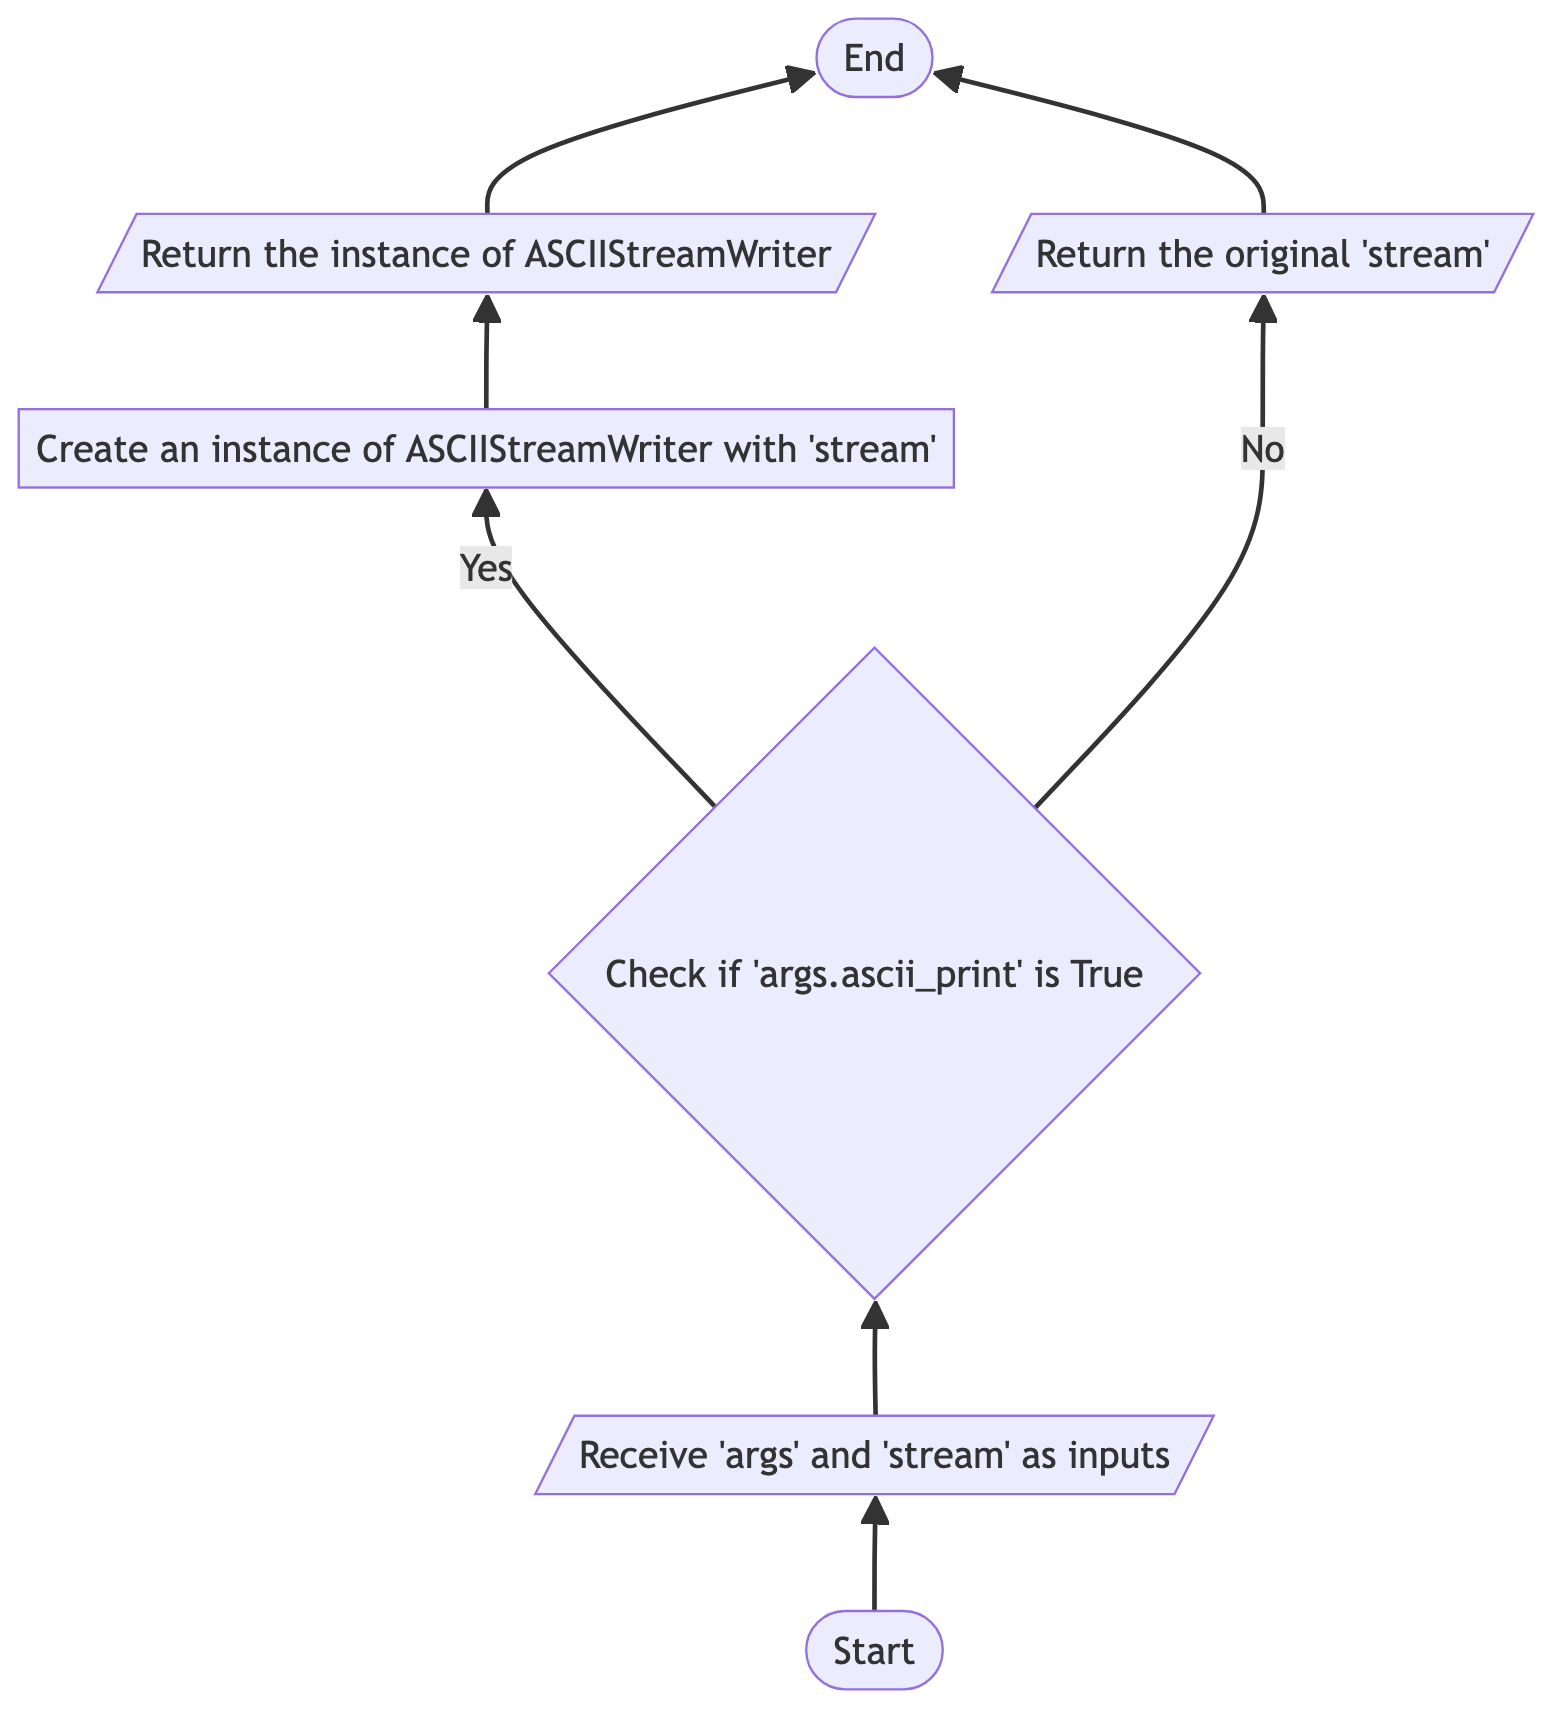 End
Return the instance of ASCIIStreamWriter
Return the original 'stream'
Create an instance of ASCIIStreamWriter with 'stream'
No
Yes
Check if 'args.ascii_print' is True
Receive 'args' and 'stream' as inputs
Start